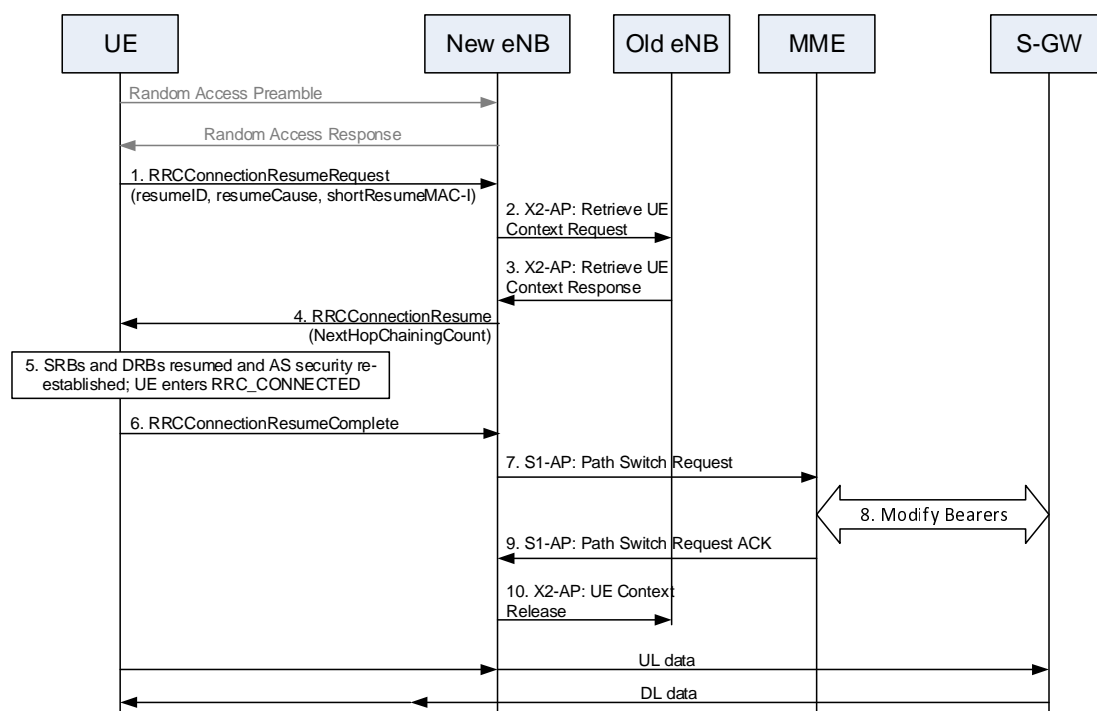 UE
New eNB
Old eNB
MME
S-GW
Random Access Preamble
Random Access Response
1. RRCConnectionResumeRequest
(resumeID, resumeCause, shortResumeMAC-I)
2. X2-AP: Retrieve UE
Context Request
3. X2-AP: Retrieve UE
Context Response
4. RRCConnectionResume
(NextHopChainingCount)
5. SRBs and DRBs resumed and AS security re-
established; UE enters RRC_CONNECTED
6. RRCConnectionResumeComplete
7. S1-AP: Path Switch Request
8. Modify Bearers
9. S1-AP: Path Switch Request ACK
10. X2-AP: UE Context
Release
UL data
DL data